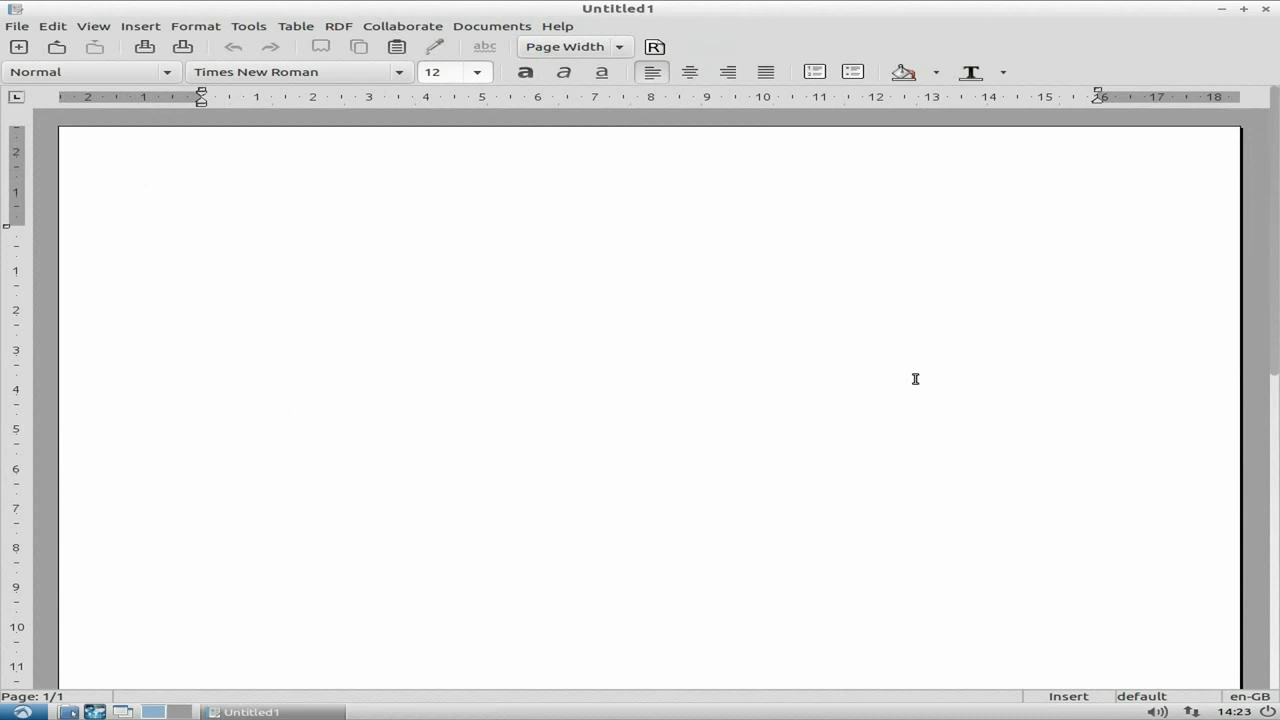 Untitled1
File Edit View Insert Format Tools Table RDF Collaborate Documents Help
abc Page Width R
Normal Times New Roman 12 a a a T
2 1 1 2 3 4 5 6 7 8 9 10 11 12 13 14 15 16 17 18
2
1
1
2
3
4
5
6
7
8
9
10
11
Page: 1/1 Insert default en-GB
Untitled1 14:23